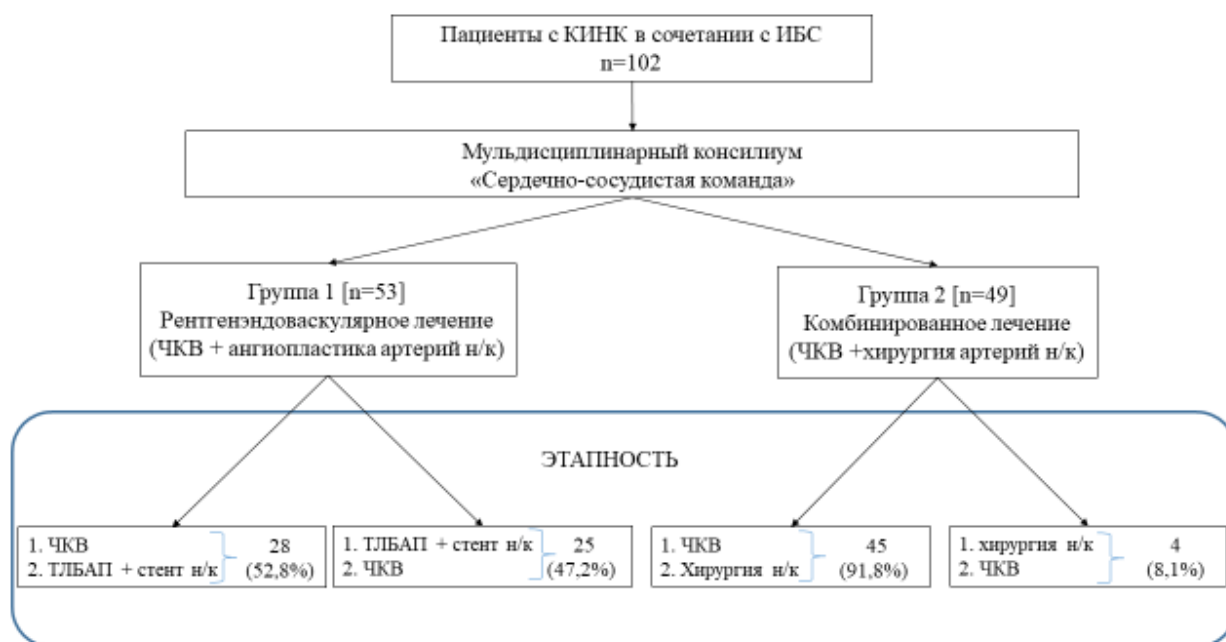 Пациенты с КИНК в сочетании с ИБС
n=102
Мульдисциплинарный консилиум
«Сердечно-сосудистая команда»
Группа 1 [n=53]
Рентгенэндоваскулярное лечение
(ЧКВ + ангиопластика артерий н/к)
Группа 2 [n=49]
Комбинированное лечение
(ЧКВ +хирургия артерий н/к)
ЭТАПНОСТЬ
1. ЧКВ
2. ТЛБАП + стент н/к
28
(52,8%)
1. ТЛБАП + стент н/к
2. ЧКВ
25
(47,2%)
1. ЧКВ
2. Хирургия н/к
45
(91,8%)
1. хирургия н/к
2. ЧКВ
4
(8,1%)